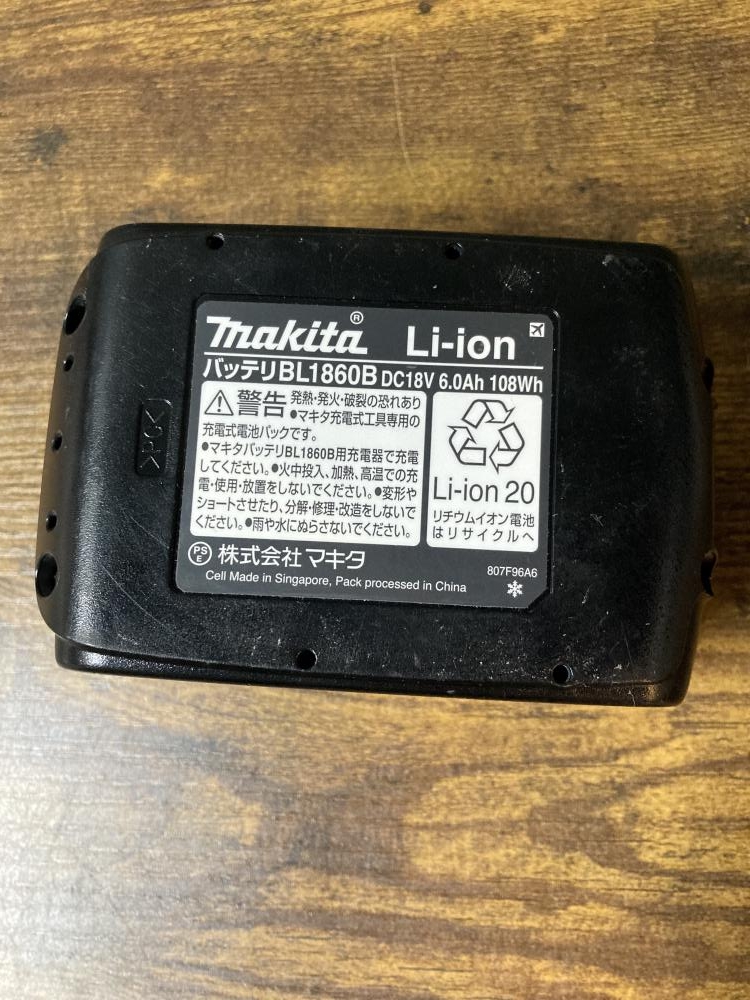 makita® Li-ion
バッテリBL1860B DC18V 6.0Ah 108Wh
警告 発熱・発火・破裂の恐れあり
●マキタ充電式工具専用の
充電式電池パックです。
●マキタバッテリBL1860B用充電器で充電
してください。●火中投入、加熱、高温での充
電・使用・放置をしないでください。●変形や
ショートさせたり、分解・修理・改造をしないで
ください。●雨や水にぬらさないでください。
Li-ion 20
リチウムイオン電池
はリサイクルへ
PSE 株式会社マキタ
Cell Made in Singapore, Pack processed in China
807F96A6
>PC<